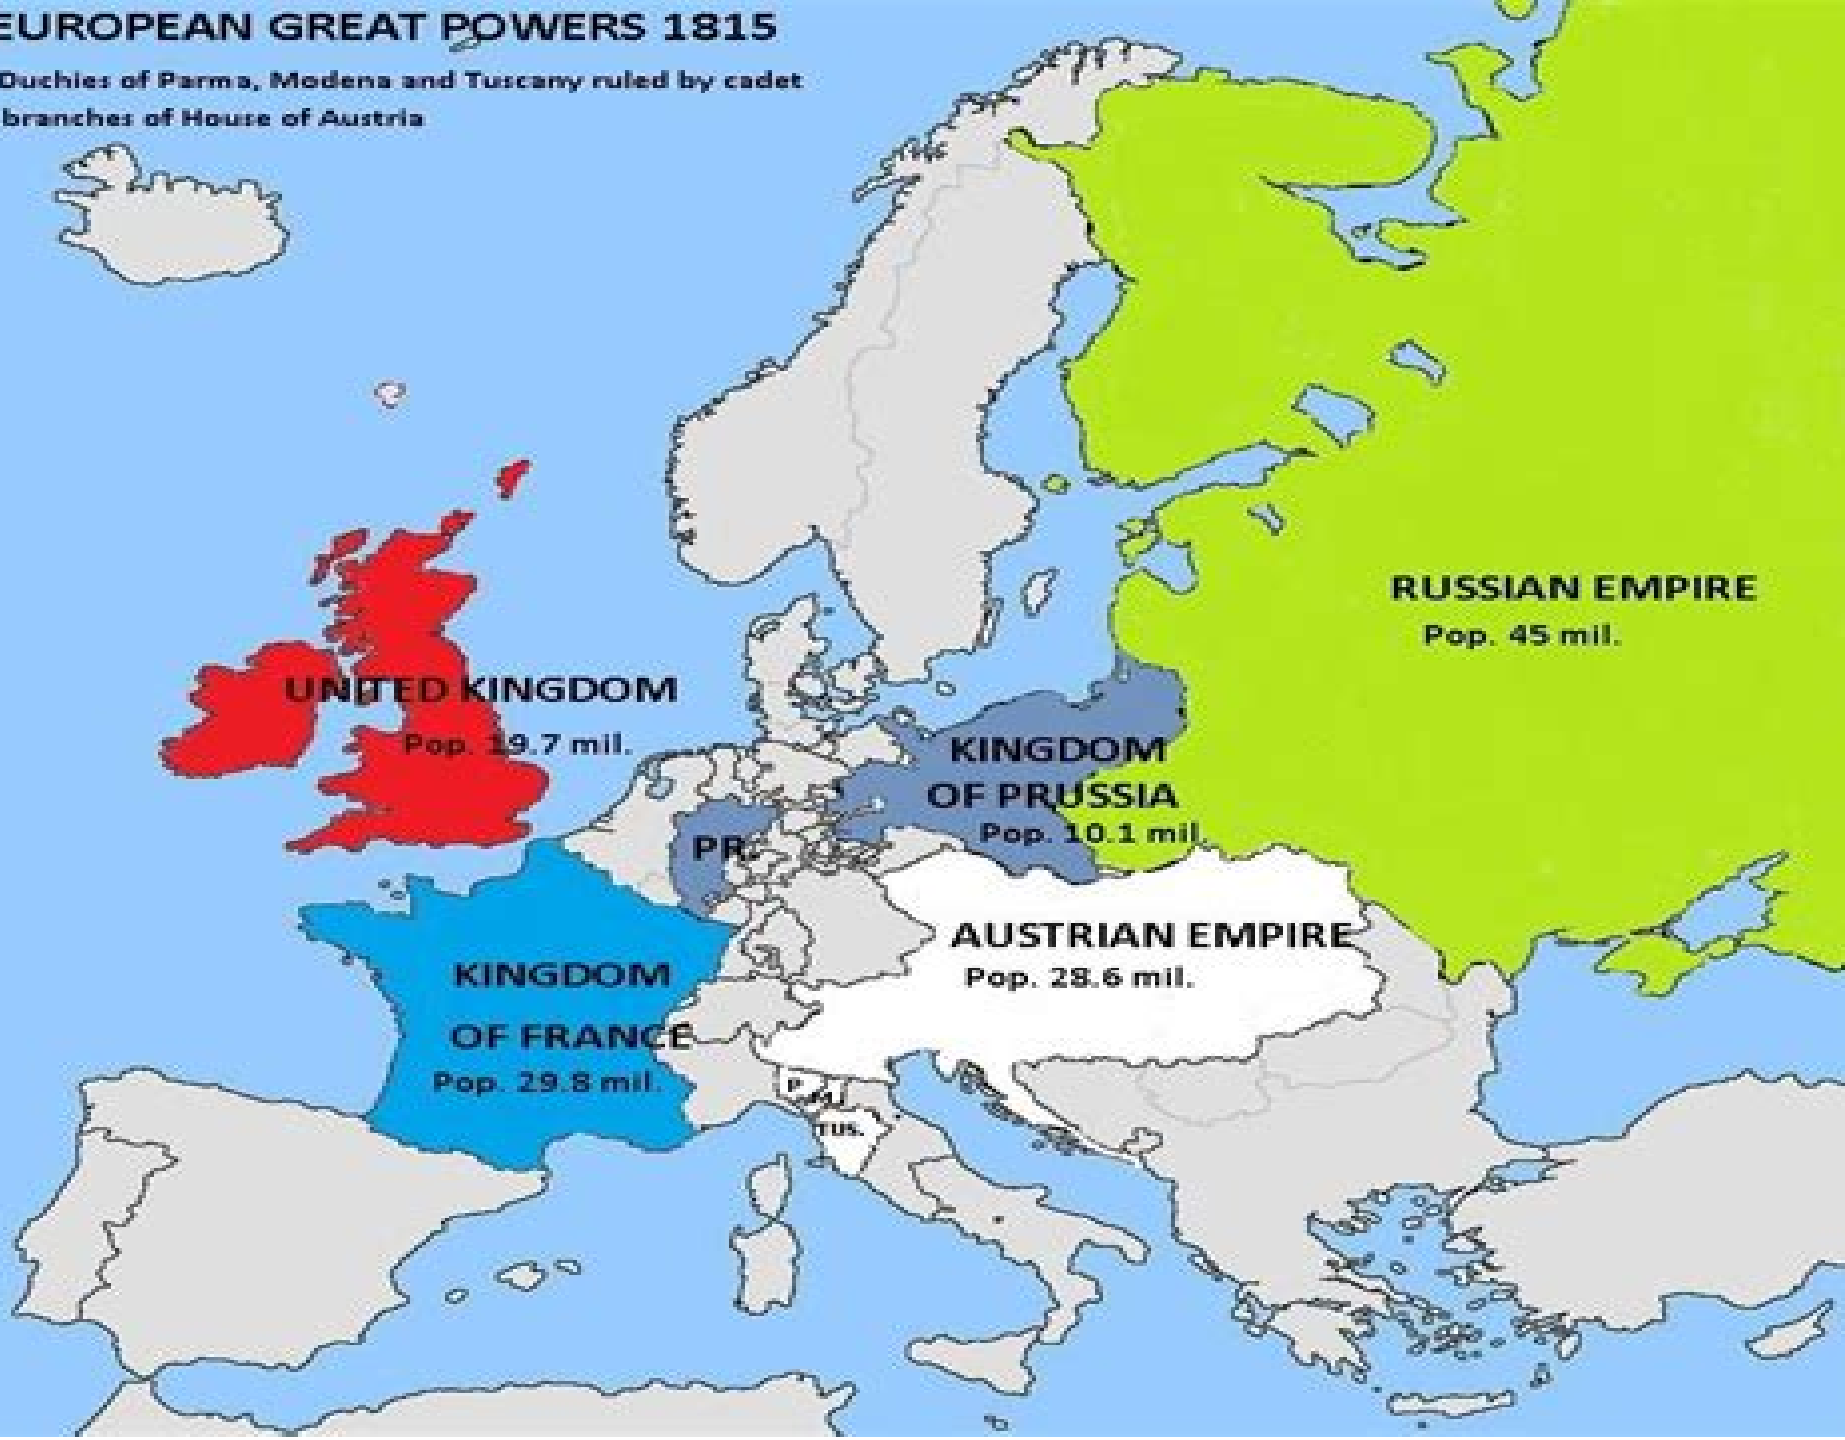 EUROPEAN GREAT POWERS 1815
Duchies of Parma, Modena and Tuscany ruled by cadet
branches of House of Austria
RUSSIAN EMPIRE
Pop. 45 mil.
UNITED KINGDOM
Pop. 19.7 mil.
KINGDOM
OF PRUSSIA
Pop. 10.1 mil.
PR.
AUSTRIAN EMPIRE
Pop. 28.6 mil.
KINGDOM
OF FRANCE
Pop. 29.8 mil.
P.
TUS.